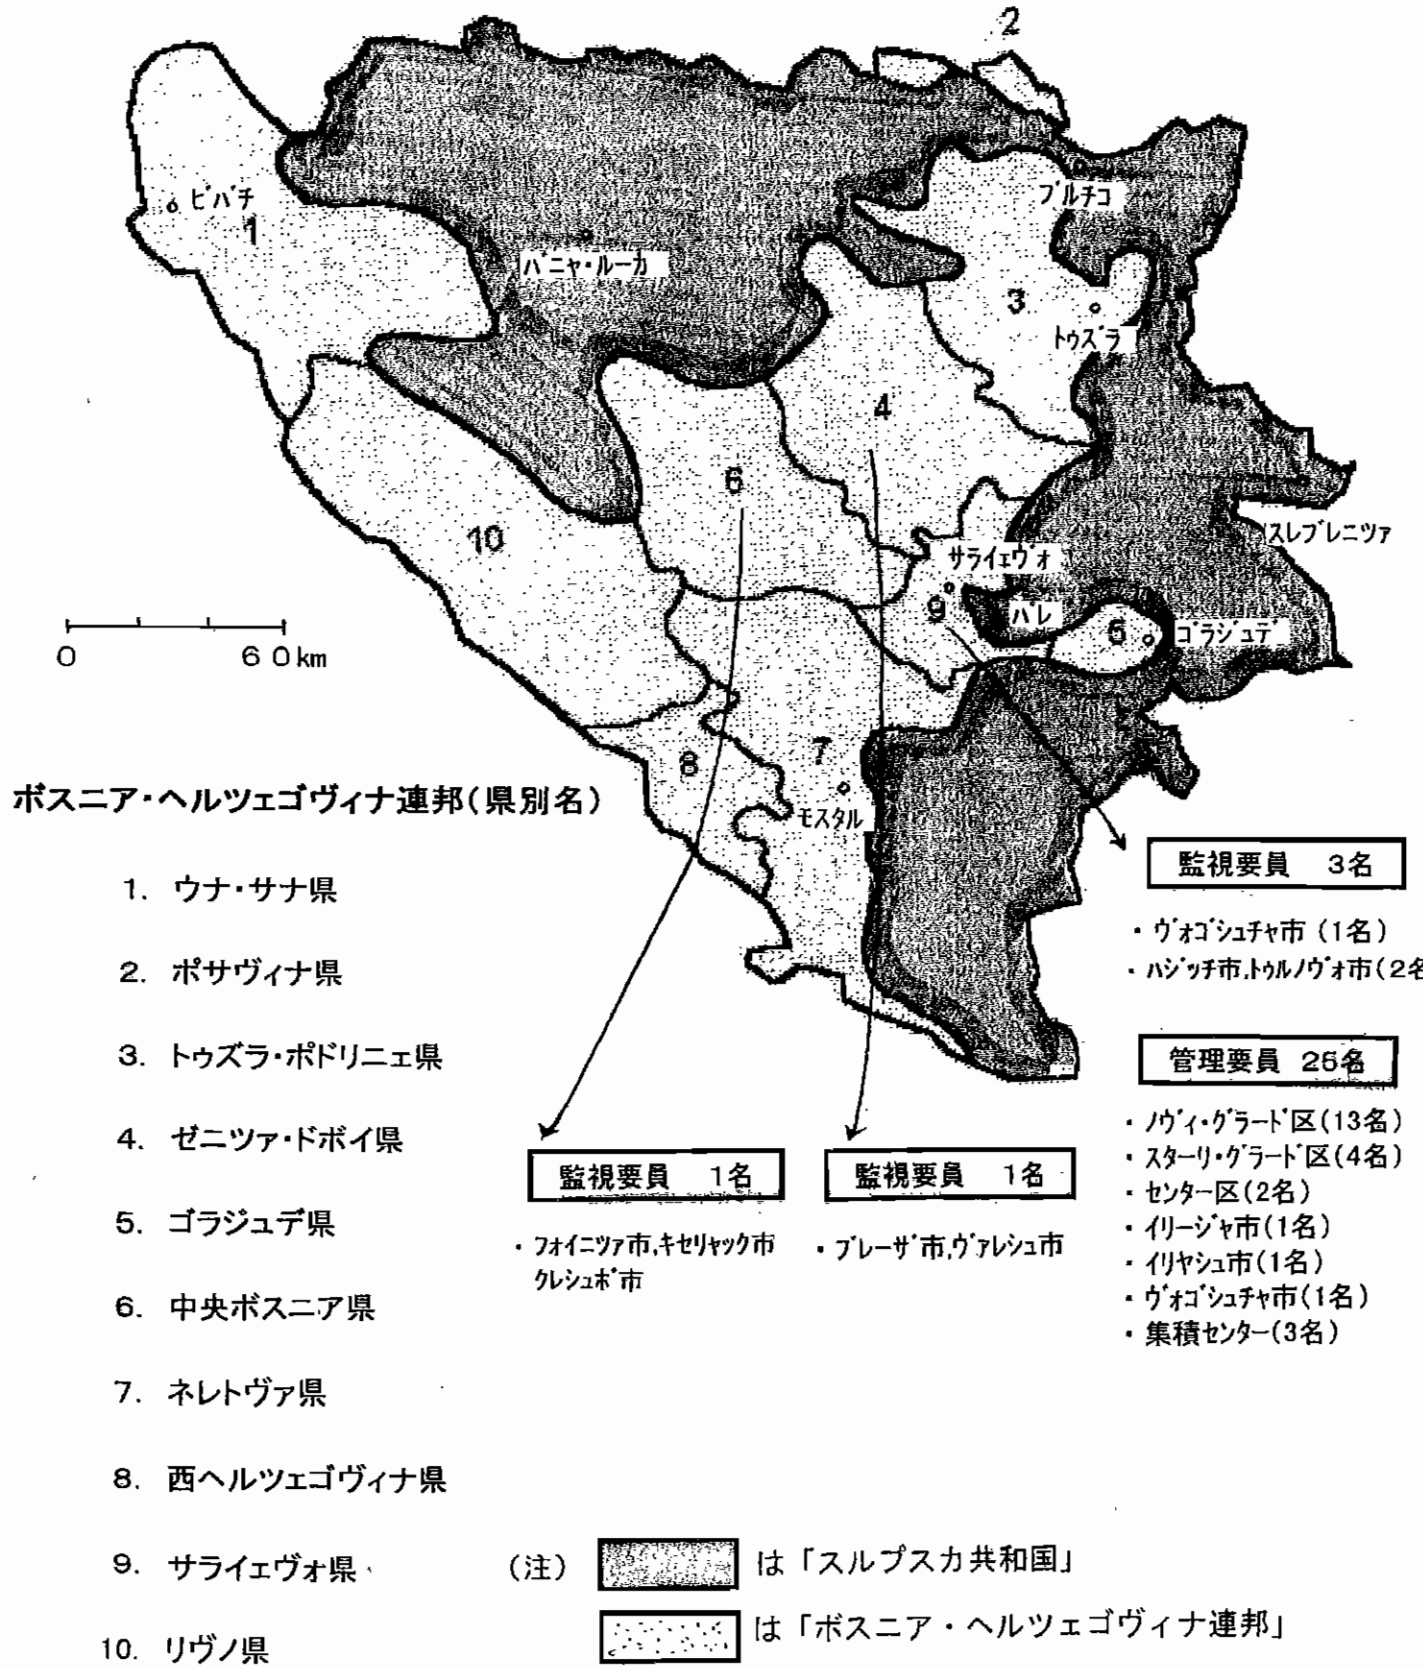 2
ビハチ
1
バニャ・ルーカ
ブルチコ
3
トゥズラ
4
6
10
スレブレニツァ
サライェヴォ
9
パレ
5
ゴラジュデ
0 60km
7
8
モスタル
ボスニア・ヘルツェゴヴィナ連邦(県別名)
1. ウナ・サナ県
2. ポサヴィナ県
3. トゥズラ・ポドリニェ県
4. ゼニツァ・ドボイ県
5. ゴラジュデ県
6. 中央ボスニア県
7. ネレトヴァ県
8. 西ヘルツェゴヴィナ県
9. サライェヴォ県
10. リヴノ県
監視要員 1名
・フォイニツァ市,キセリャック市
クレシュボ市
監視要員 1名
・ブレーザ市,ヴァレシュ市
監視要員 3名
・ヴォゴシュチャ市(1名)
・ハジッチ市,トゥルノヴォ市(2名
管理要員 25名
・ノヴィ・グラード区(13名)
・スターリ・グラード区(4名)
・センター区(2名)
・イリージャ市(1名)
・イリヤシュ市(1名)
・ヴォゴシュチャ市(1名)
・集積センター(3名)
(注) は「スルプスカ共和国」
は「ボスニア・ヘルツェゴヴィナ連邦」